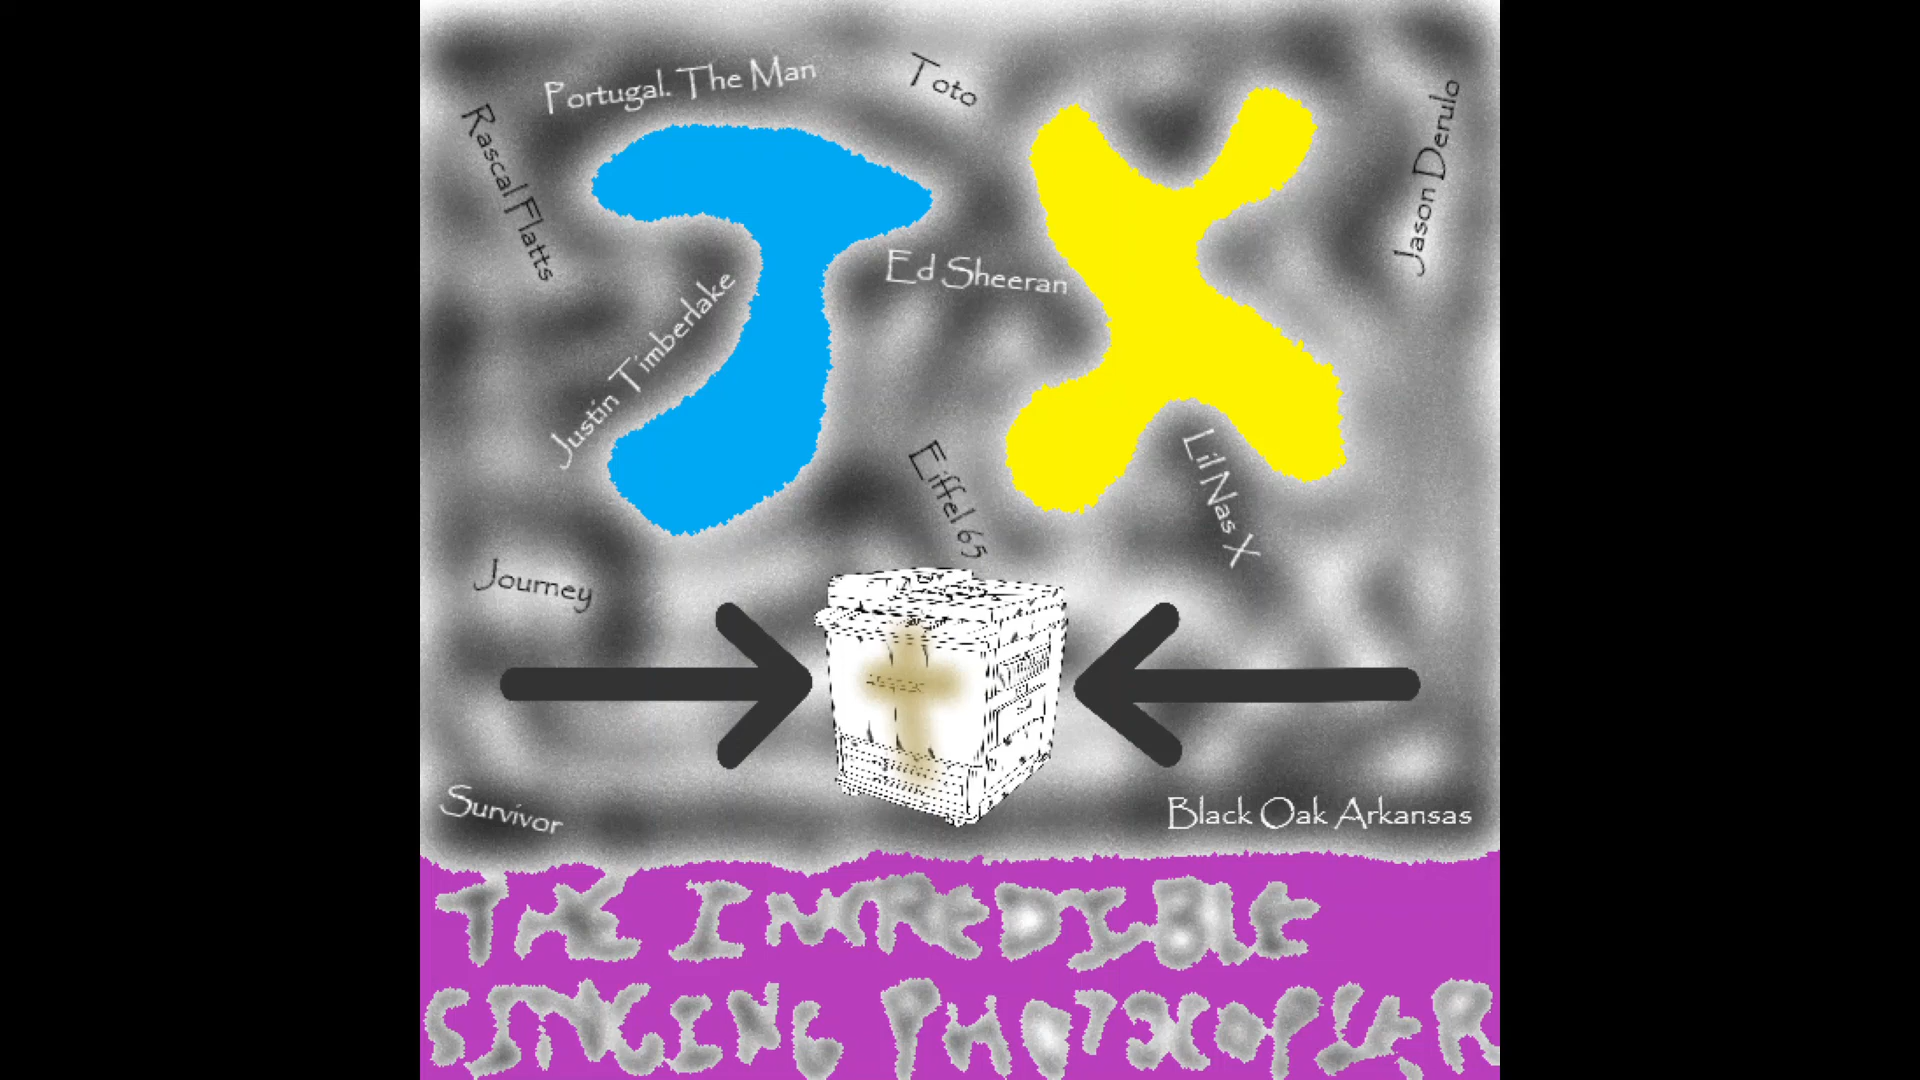 Portugal. The Man
Toto
Rascal Flatts
Jason Derulo
J X
Ed Sheeran
Justin Timberlake
Eiffel 65
Lil Nas X
Journey
Survivor
Black Oak Arkansas
THE INCREDIBLE
SINGING PHOTOCOPIER